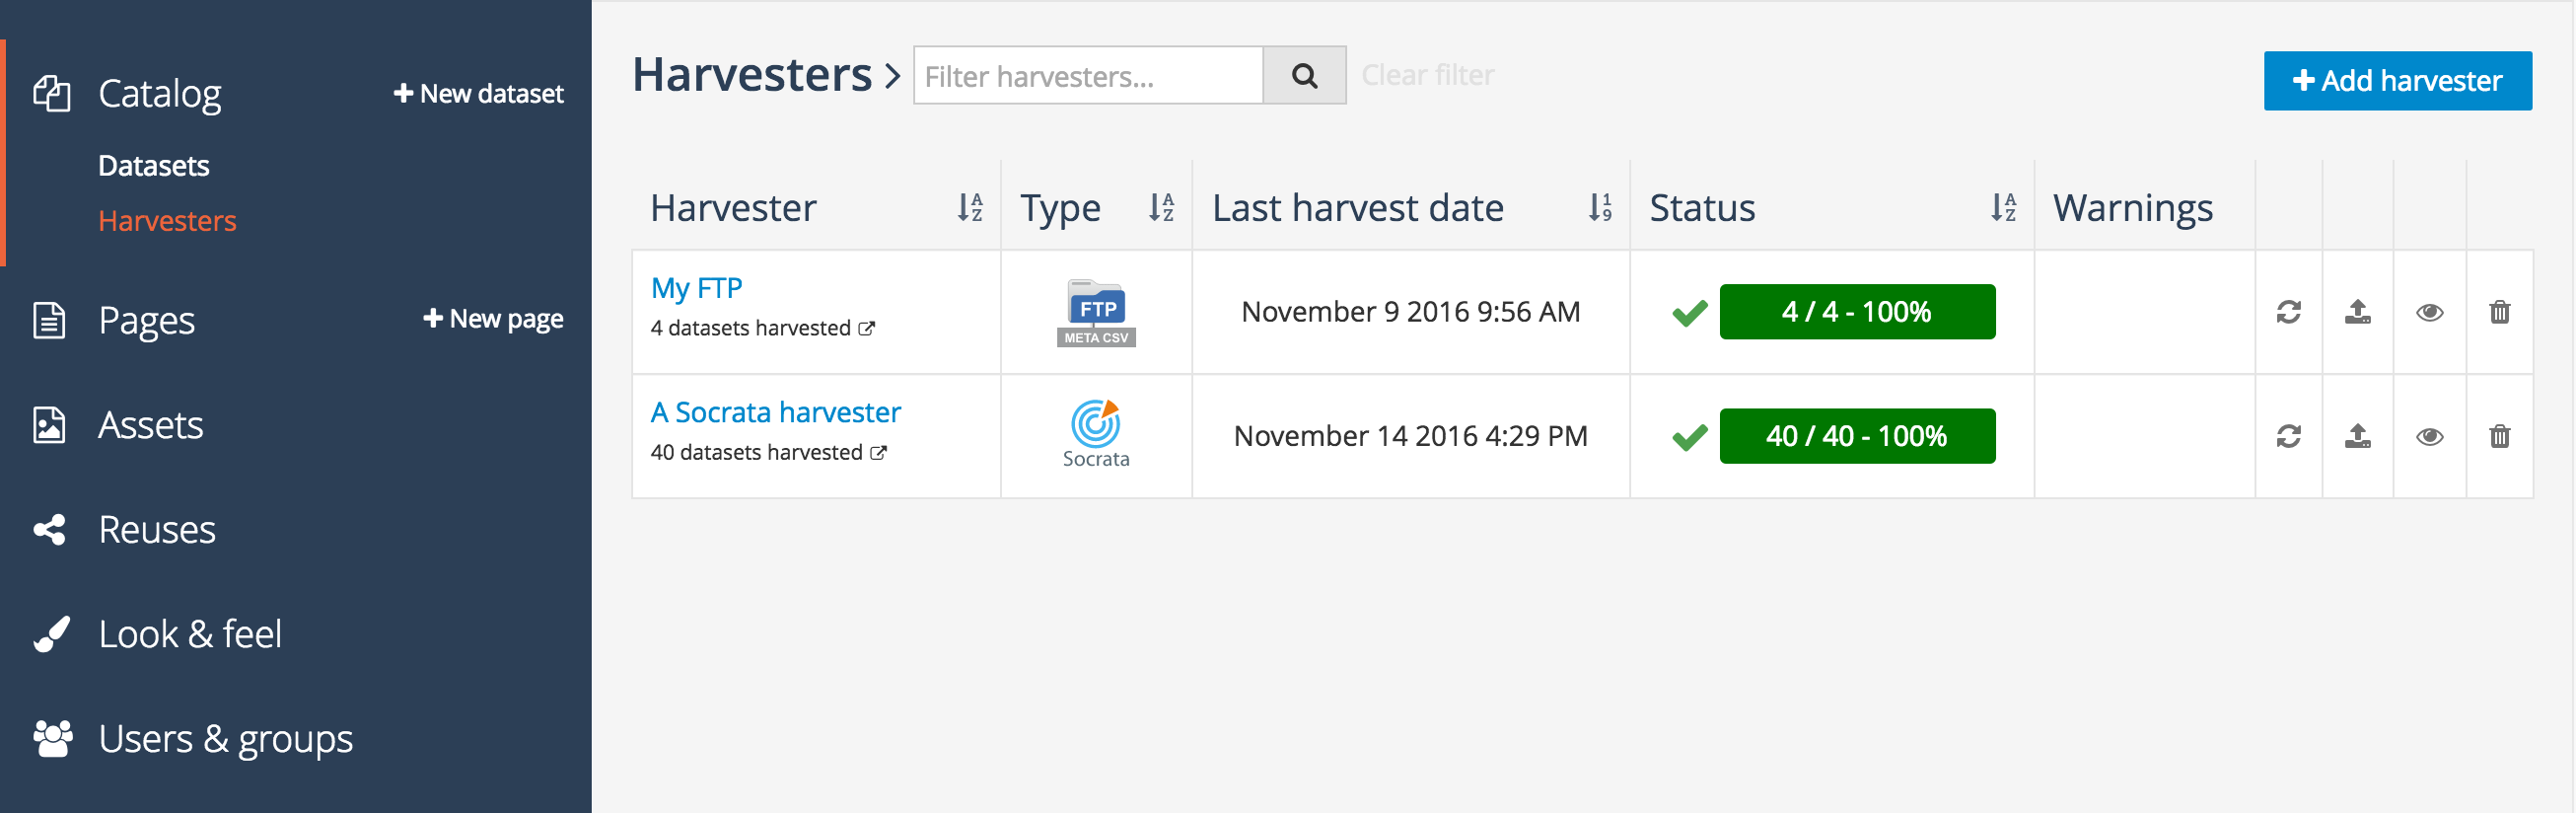 Catalog
+ New dataset
Datasets
Harvesters
Pages
+ New page
Assets
Reuses
Look & feel
Users & groups
Harvesters
Filter harvesters...
Clear filter
+ Add harvester
Harvester Type Last harvest date Status Warnings
My FTP
4 datasets harvested
FTP
META CSV
November 9 2016 9:56 AM
4 / 4 - 100%
A Socrata harvester
40 datasets harvested
Socrata
November 14 2016 4:29 PM
40 / 40 - 100%